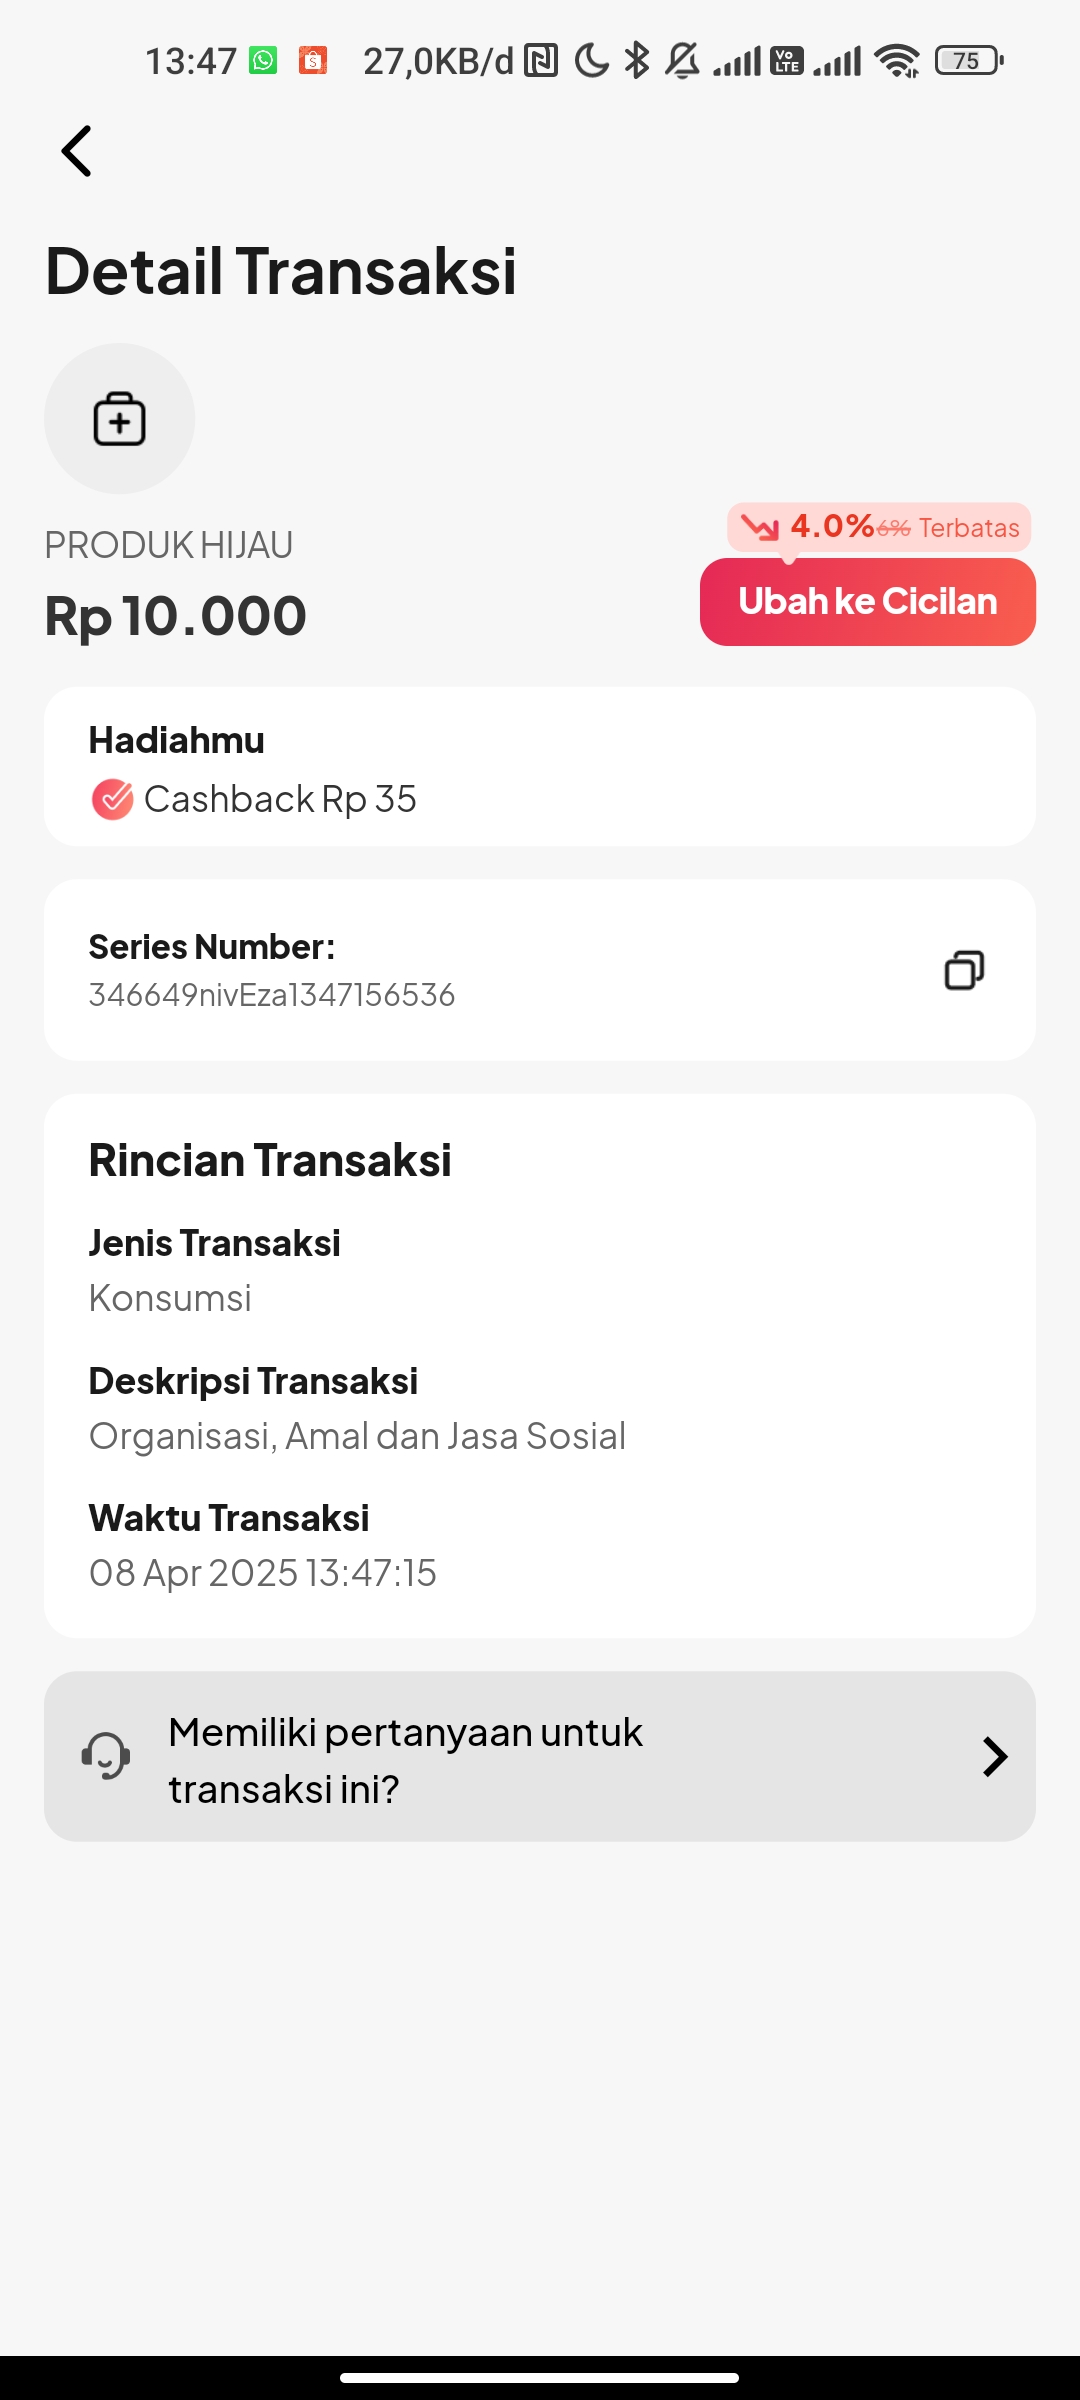 13:47 27,0KB/d Vo LTE 75
Detail Transaksi
4.0% 6% Terbatas
PRODUK HIJAU
Rp 10.000
Ubah ke Cicilan
Hadiahmu
Cashback Rp 35
Series Number:
346649nivEza1347156536
Rincian Transaksi
Jenis Transaksi
Konsumsi
Deskripsi Transaksi
Organisasi, Amal dan Jasa Sosial
Waktu Transaksi
08 Apr 2025 13:47:15
Memiliki pertanyaan untuk
transaksi ini?